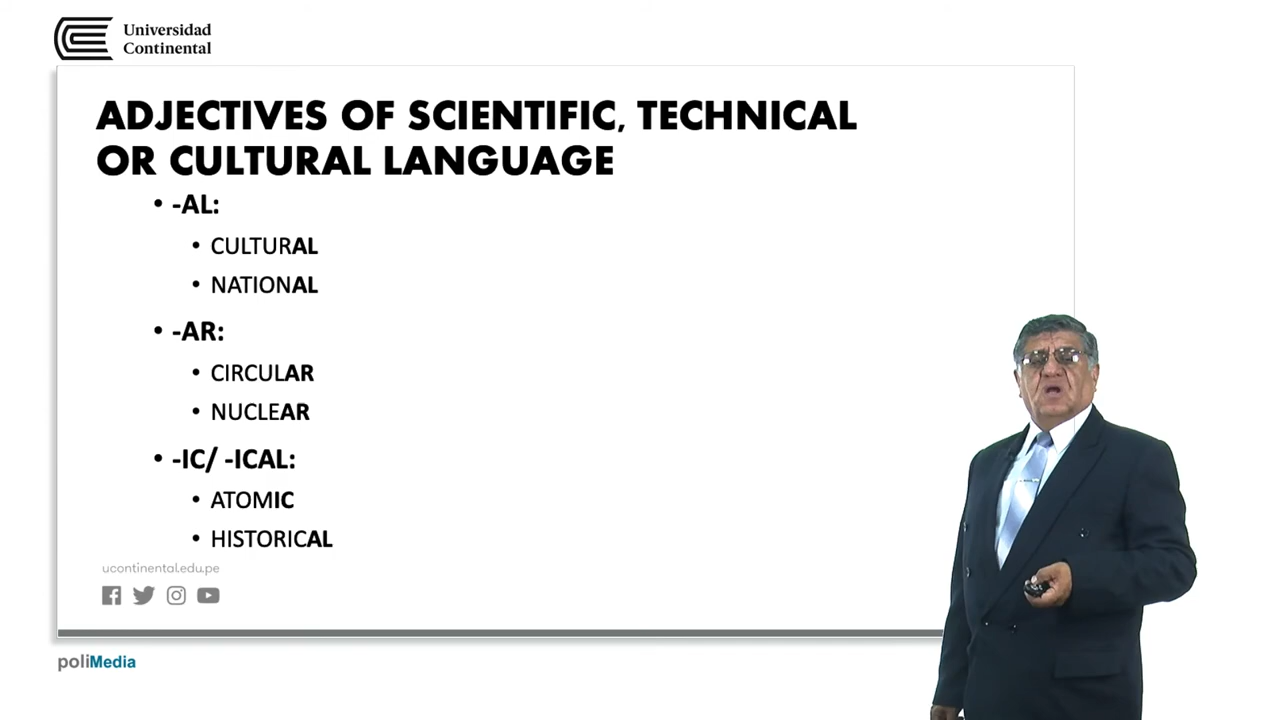 Universidad
Continental
ADJECTIVES OF SCIENTIFIC, TECHNICAL
OR CULTURAL LANGUAGE
• -AL:
• CULTURAL
• NATIONAL
• -AR:
• CIRCULAR
• NUCLEAR
• -IC/ -ICAL:
• ATOMIC
• HISTORICAL
ucontinental.edu.pe
poliMedia